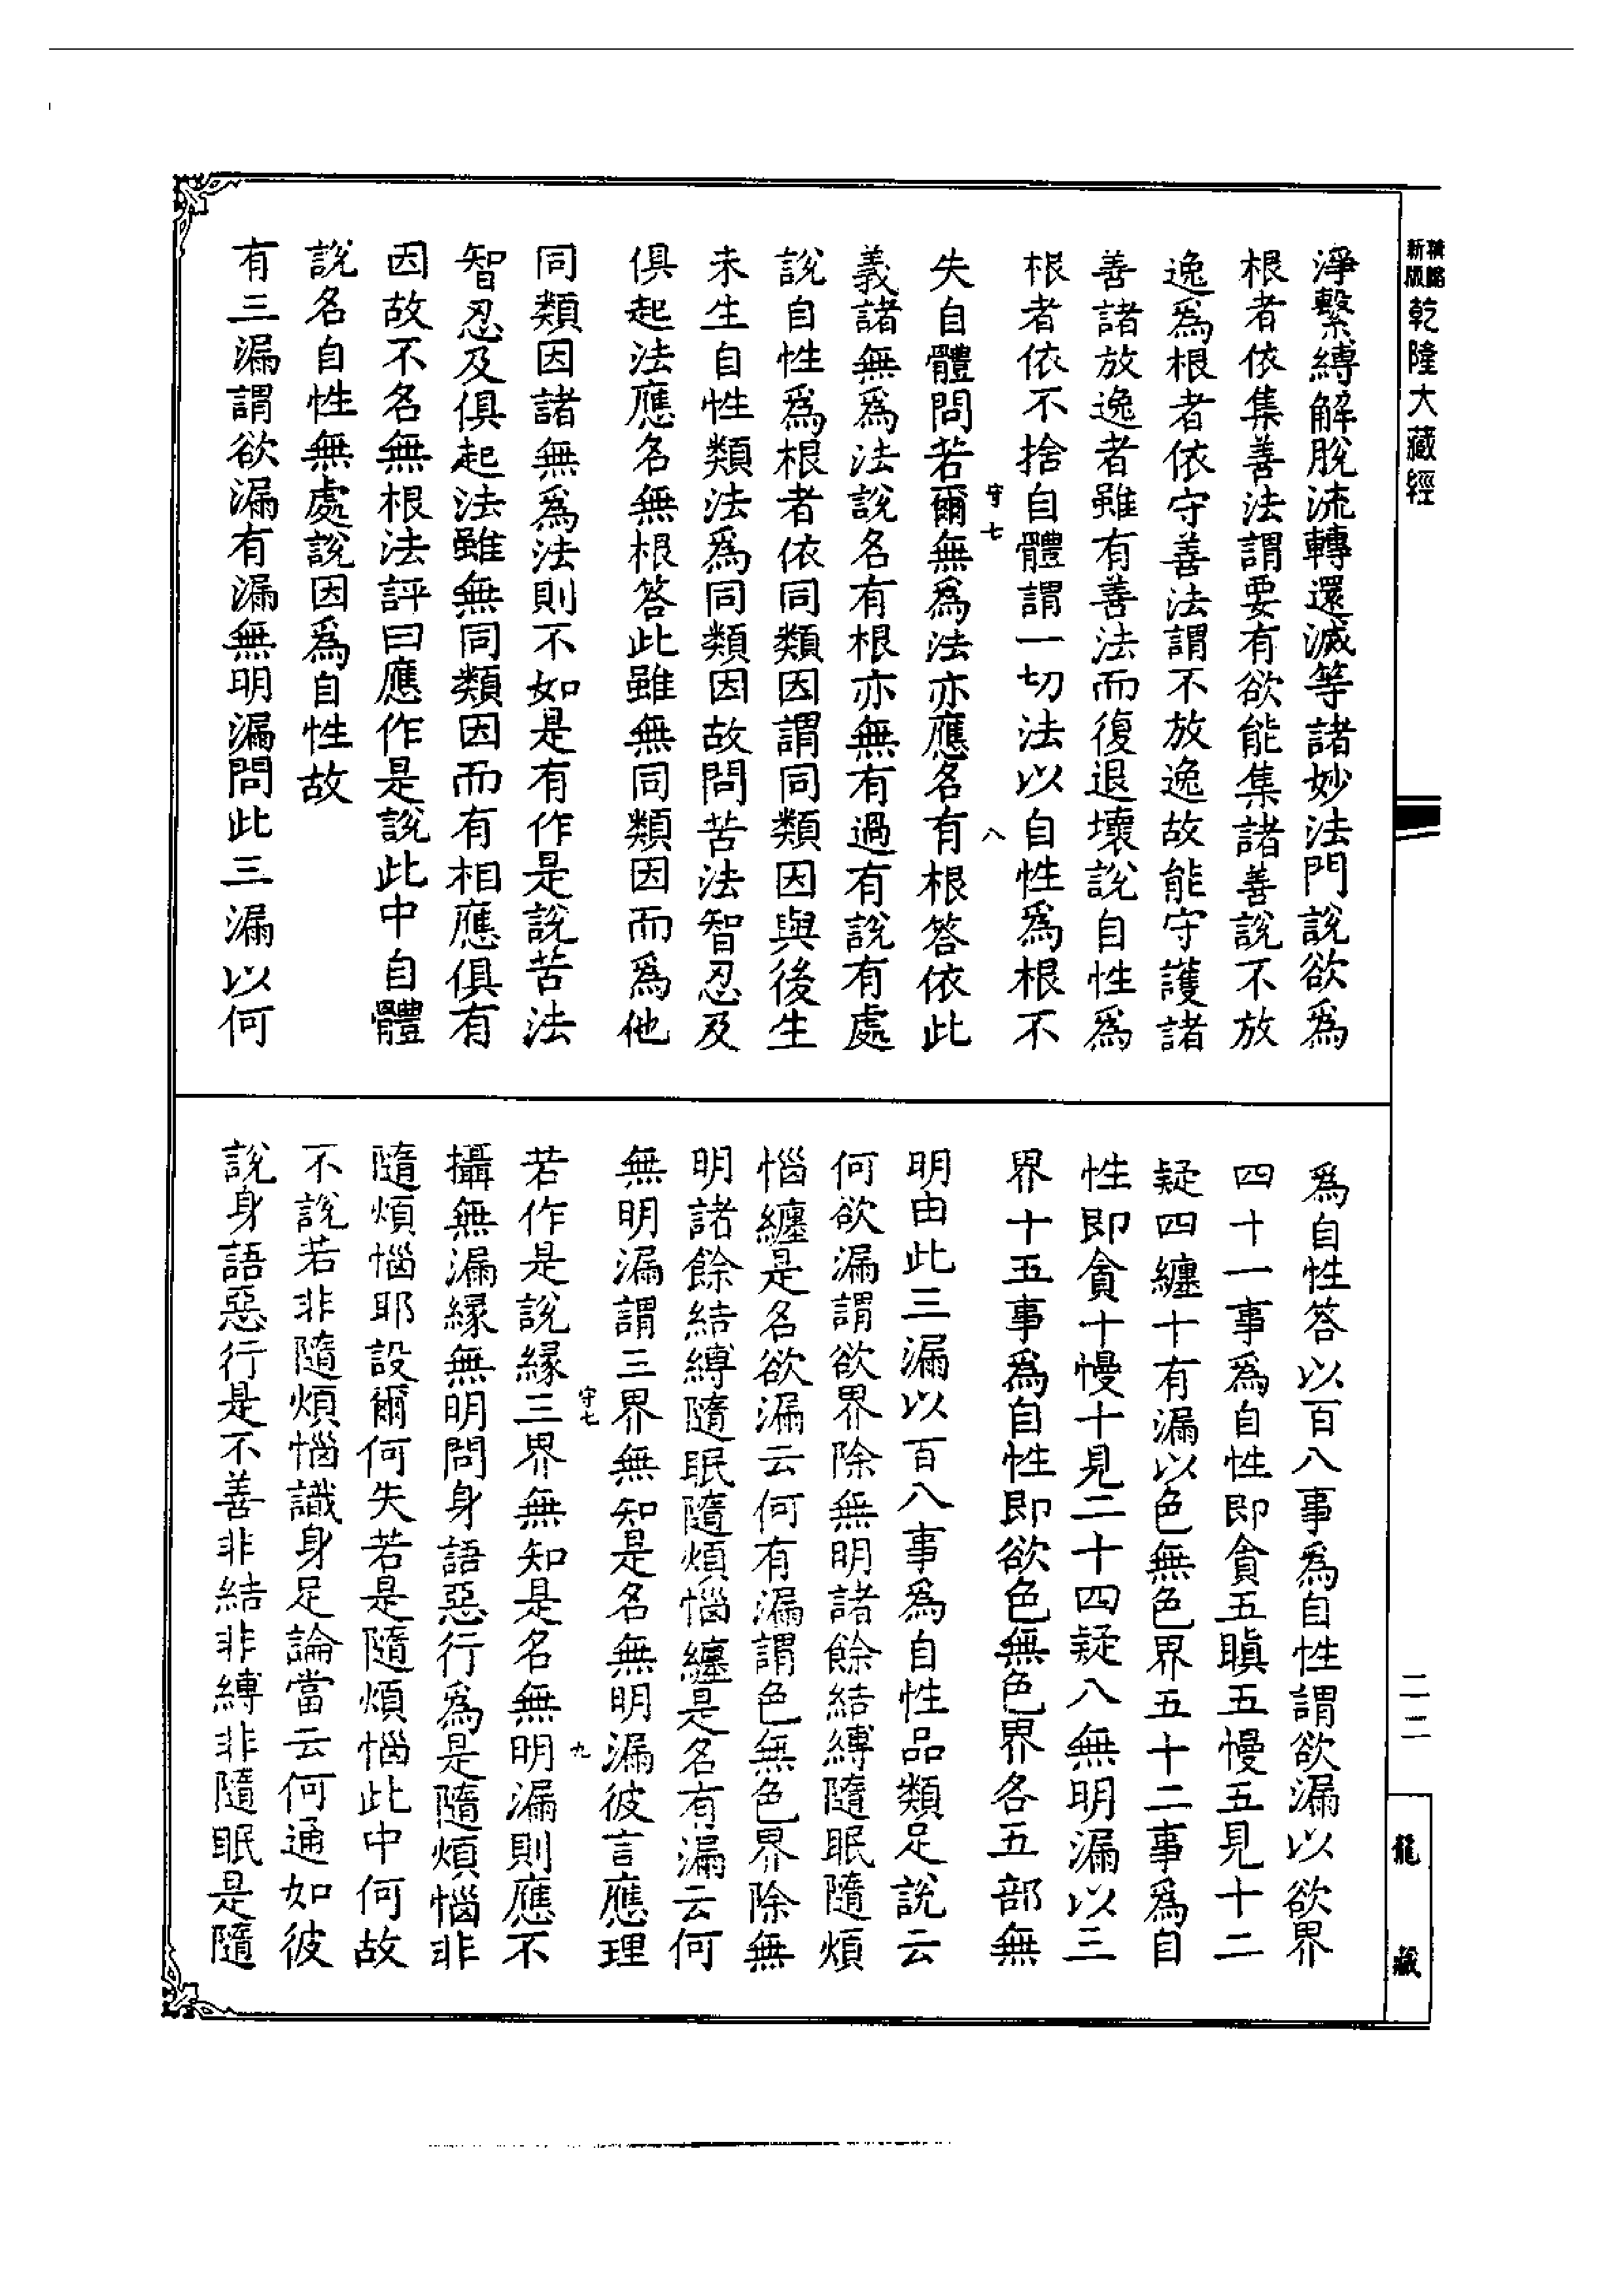 新版
精縮
乾隆大藏經
淨繫縛解脫流轉還滅等諸妙法門說欲爲
根者依集善法謂要有欲能集諸善說不放
逸爲根者依守善法謂不放逸故能守護諸
善諸放逸者雖有善法而復退壞說自性爲
根者依不捨自體謂一切法以自性爲根不
守七
八
失自體問若爾無爲法亦應名有根答依此
義諸無爲法說名有根亦無有過有說有處
說自性爲根者依同類因謂同類因與後生
未生自性類法爲同類因故問苦法智忍及
俱起法應名無根答此雖無同類因而爲他
同類因諸無爲法則不如是有作是說苦法
智忍及俱起法雖無同類因而有相應俱有
因故不名無根法評曰應作是說此中自體
說名自性無處說因爲自性故
有三漏謂欲漏有漏無明漏問此三漏以何
爲自性答以百八事爲自性謂欲漏以欲界
四十一事爲自性即貪五瞋五慢五見十二
疑四纏十有漏以色無色界五十二事爲自
性即貪十慢十見二十四疑八無明漏以三
界十五事爲自性即欲色無色界各五部無
明由此三漏以百八事爲自性品類足說云
何欲漏謂欲界除無明諸餘結縛隨眠隨煩
惱纏是名欲漏云何有漏謂色無色界除無
明諸餘結縛隨眠隨煩惱纏是名有漏云何
無明漏謂三界無知是名無明漏彼言應理
守七
九
若作是說緣三界無知是名無明漏則應不
攝無漏緣無明問身語惡行爲是隨煩惱非
隨煩惱耶設爾何失若是隨煩惱此中何故
不說若非隨煩惱識身足論當云何通如彼
說身語惡行是不善非結非縛非隨眠是隨
二二
龍藏